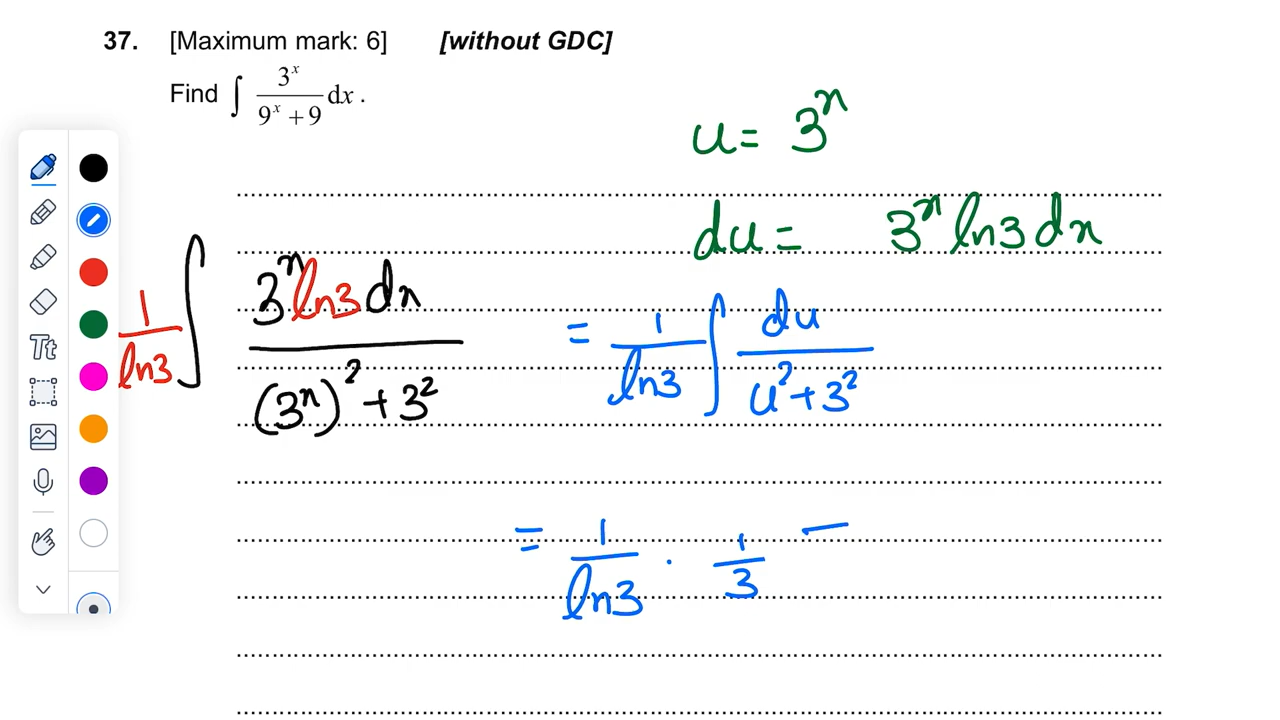 37. [Maximum mark: 6] [without GDC]
Find ∫ 3^x / (9^x + 9) dx .
u = 3^x
du = 3^x ln3 dx
1/ln3 ∫ 3^x ln3 dx / ((3^x)^2 + 3^2) = 1/ln3 ∫ du / (u^2 + 3^2)
= 1/ln3 · 1/3
Tt